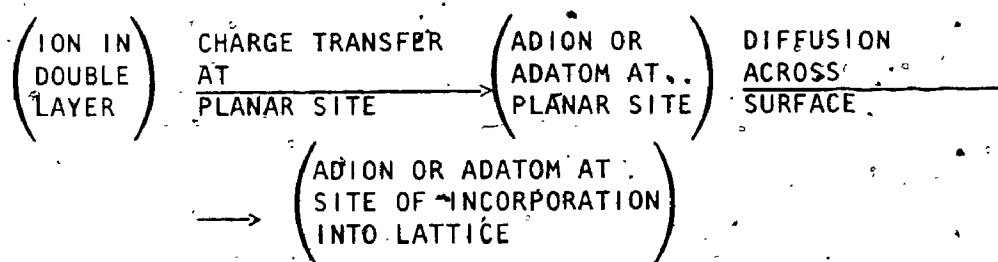 ION IN CHARGE TRANSFER ADION OR DIFFUSION
DOUBLE AT ADATOM AT ACROSS
LAYER PLANAR SITE PLANAR SITE SURFACE
ADION OR ADATOM AT
SITE OF INCORPORATION
INTO LATTICE